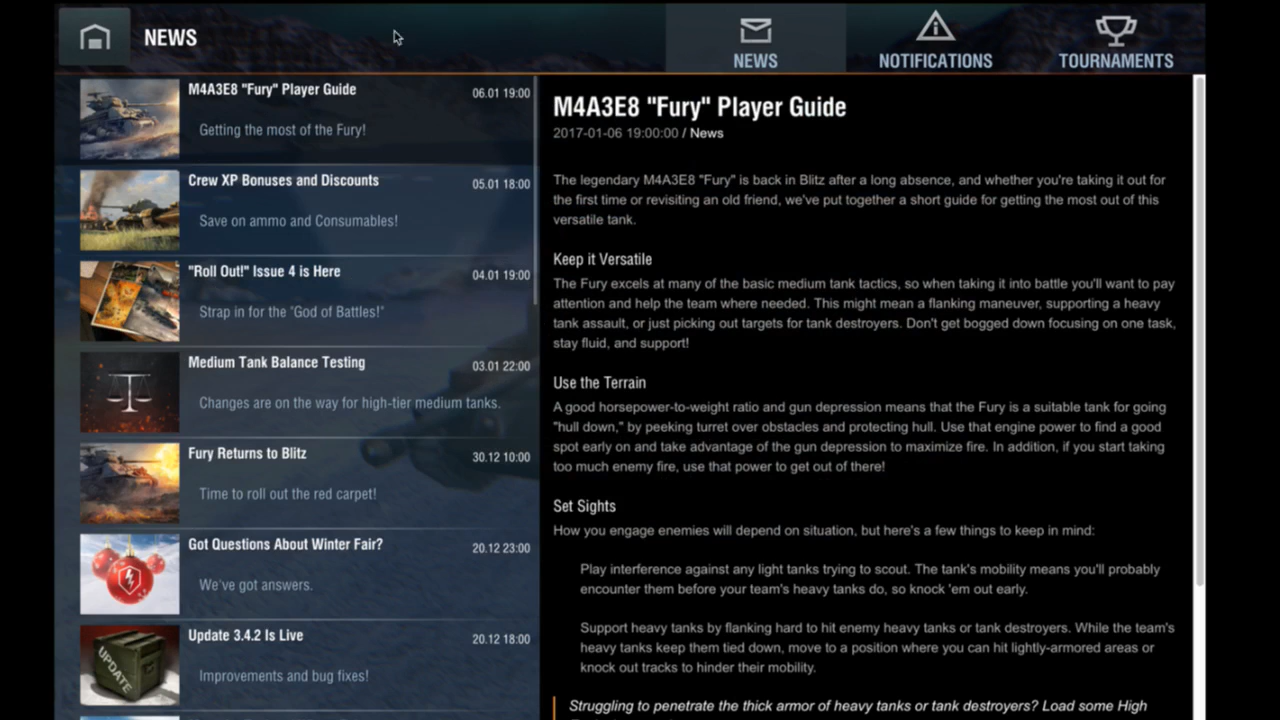 NEWS
NEWS
NOTIFICATIONS
TOURNAMENTS
M4A3E8 "Fury" Player Guide
06.01 19:00
Getting the most of the Fury!
Crew XP Bonuses and Discounts
05.01 18:00
Save on ammo and Consumables!
"Roll Out!" Issue 4 is Here
04.01 19:00
Strap in for the "God of Battles!"
Medium Tank Balance Testing
03.01 22:00
Changes are on the way for high-tier medium tanks.
Fury Returns to Blitz
30.12 10:00
Time to roll out the red carpet!
Got Questions About Winter Fair?
20.12 23:00
We've got answers.
UPDATE
Update 3.4.2 Is Live
20.12 18:00
Improvements and bug fixes!
M4A3E8 "Fury" Player Guide
2017-01-06 19:00:00 / News
The legendary M4A3E8 "Fury" is back in Blitz after a long absence, and whether you're taking it out for
the first time or revisiting an old friend, we've put together a short guide for getting the most out of this
versatile tank.
Keep it Versatile
The Fury excels at many of the basic medium tank tactics, so when taking it into battle you'll want to pay
attention and help the team where needed. This might mean a flanking maneuver, supporting a heavy
tank assault, or just picking out targets for tank destroyers. Don't get bogged down focusing on one task,
stay fluid, and support!
Use the Terrain
A good horsepower-to-weight ratio and gun depression means that the Fury is a suitable tank for going
"hull down," by peeking turret over obstacles and protecting hull. Use that engine power to find a good
spot early on and take advantage of the gun depression to maximize fire. In addition, if you start taking
too much enemy fire, use that power to get out of there!
Set Sights
How you engage enemies will depend on situation, but here's a few things to keep in mind:
Play interference against any light tanks trying to scout. The tank's mobility means you'll probably
encounter them before your team's heavy tanks do, so knock 'em out early.
Support heavy tanks by flanking hard to hit enemy heavy tanks or tank destroyers. While the team's
heavy tanks keep them tied down, move to a position where you can hit lightly-armored areas or
knock out tracks to hinder their mobility.
Struggling to penetrate the thick armor of heavy tanks or tank destroyers? Load some High